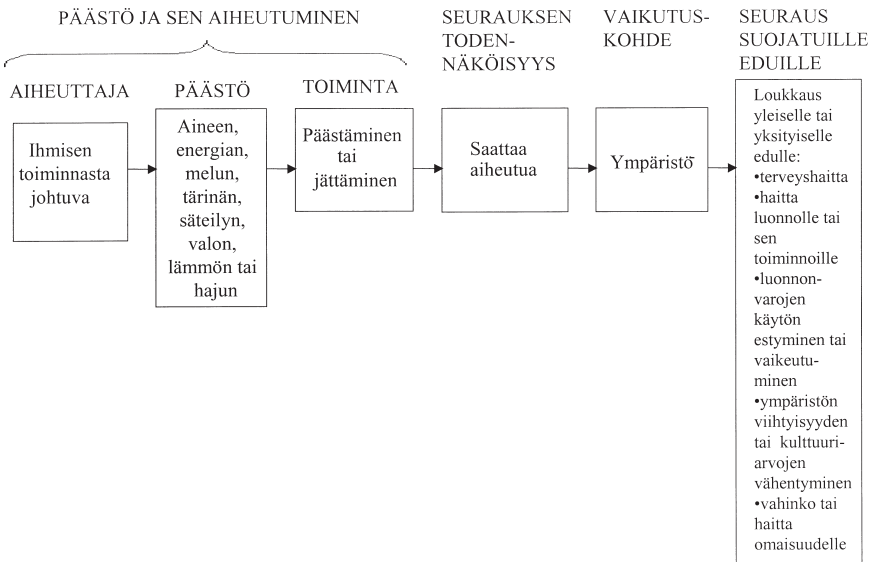 PÄÄSTÖ JA SEN AIHEUTUMINEN
SEURAUKSEN
TODEN-
NÄKÖISYYS
VAIKUTUS-
KOHDE
SEURAUS
SUOJATUILLE
EDUILLE
AIHEUTTAJA
Ihmisen
toiminnasta
johtuva
PÄÄSTÖ
Aineen,
energian,
melun,
tärinän,
säteilyn,
valon,
lämmön tai
hajun
TOIMINTA
Päästäminen
tai
jättäminen
Saattaa
aiheutua
Ympäristö
Loukkaus
yleiselle tai
yksityiselle
edulle:
•terveyshaitta
•haitta
luonnolle tai
sen
toiminnoille
•luonnon-
varojen
käytön
estyminen tai
vaikeutu-
minen
•ympäristön
viihtyisyyden
tai kulttuuri-
arvojen
vähentyminen
•vahinko tai
haitta
omaisuudelle